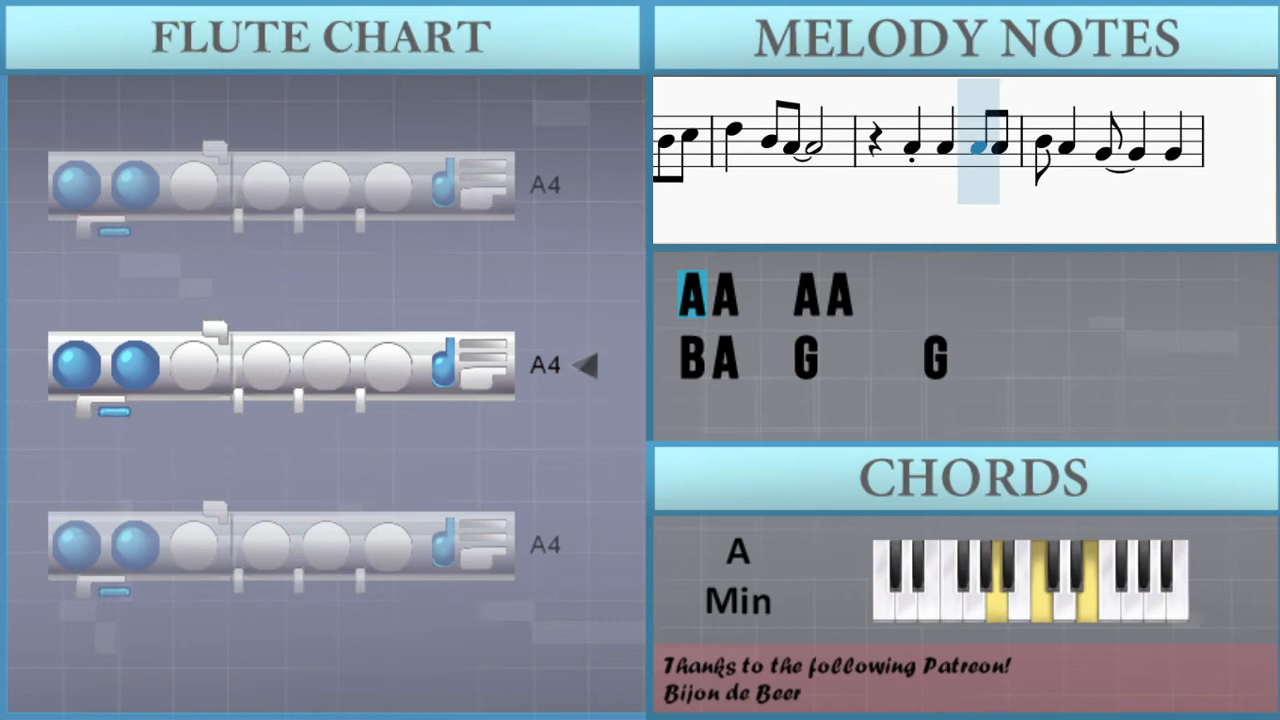 FLUTE CHART
A4
A4
A4
MELODY NOTES
AA AA
BA G G
CHORDS
A
Min
Thanks to the following Patreon!
Bijon de Beer